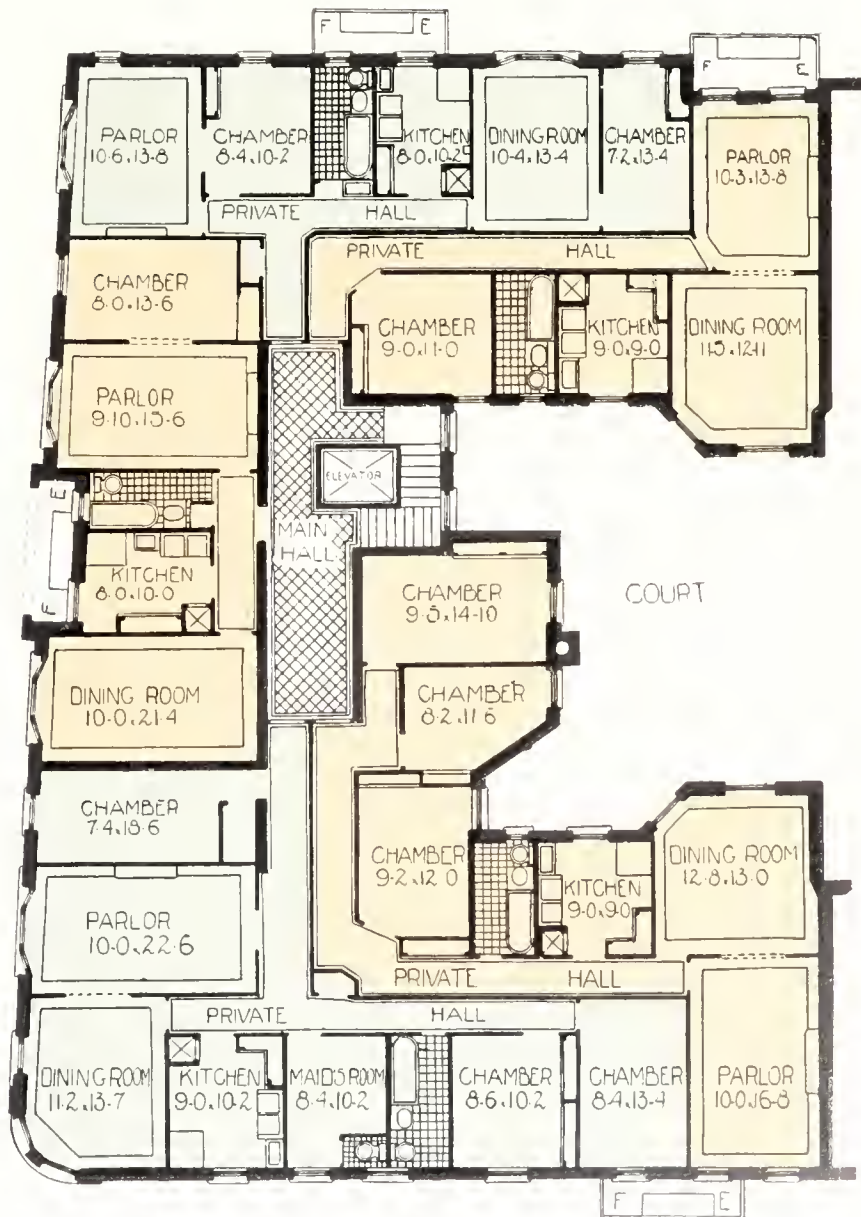 F E
F E
PARLOR
10-6 x 13-8
CHAMBER
8-4 x 10-2
KITCHEN
8-0 x 10-2
DINING ROOM
10-4 x 13-4
CHAMBER
7-2 x 13-4
PARLOR
10-3 x 13-8
PRIVATE HALL
PRIVATE HALL
CHAMBER
8-0 x 13-6
CHAMBER
9-0 x 11-0
KITCHEN
9-0 x 9-0
DINING ROOM
11-5 x 12-11
PARLOR
9-10 x 15-6
ELEVATOR
E
F
MAIN
HALL
KITCHEN
8-0 x 10-0
CHAMBER
9-5 x 14-10
COURT
DINING ROOM
10-0 x 21-4
CHAMBER
8-2 x 11-6
CHAMBER
7-4 x 18-6
CHAMBER
9-2 x 12-0
KITCHEN
9-0 x 9-0
DINING ROOM
12-8 x 13-0
PARLOR
10-0 x 22-6
PRIVATE HALL
PRIVATE HALL
DINING ROOM
11-2 x 13-7
KITCHEN
9-0 x 10-2
MAIDS ROOM
8-4 x 10-2
CHAMBER
8-6 x 10-2
CHAMBER
8-4 x 13-4
PARLOR
10-0 x 16-8
F E